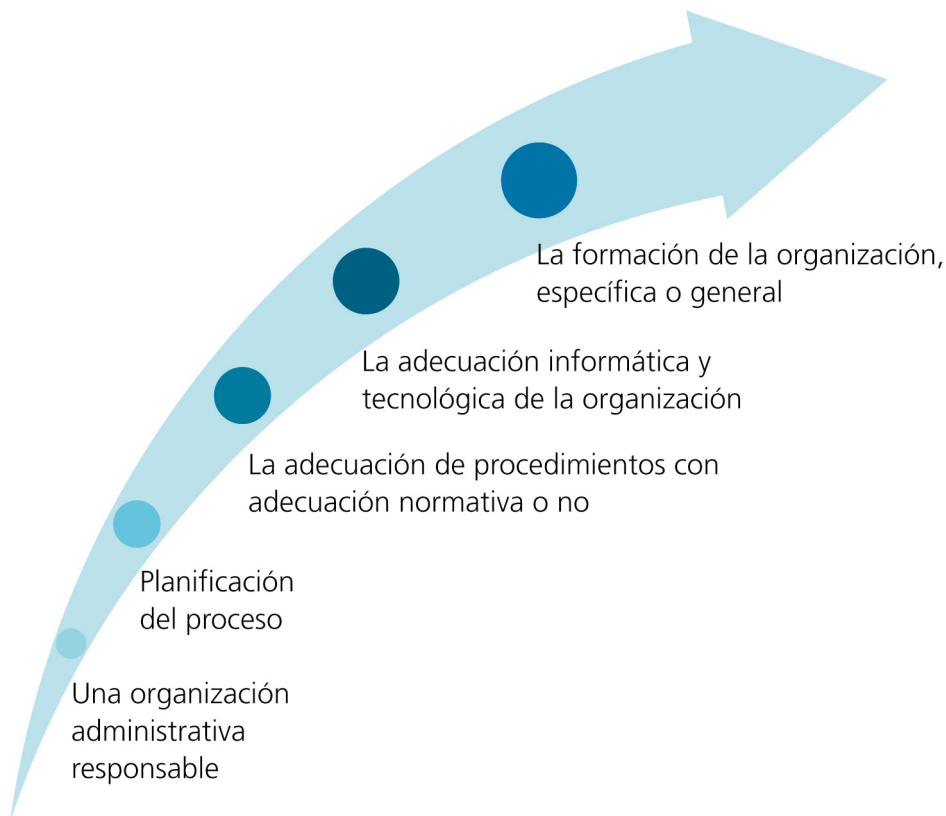 La formación de la organización,
específica o general
La adecuación informática y
tecnológica de la organización
La adecuación de procedimientos con
adecuación normativa o no
Planificación
del proceso
Una organización
administrativa
responsable